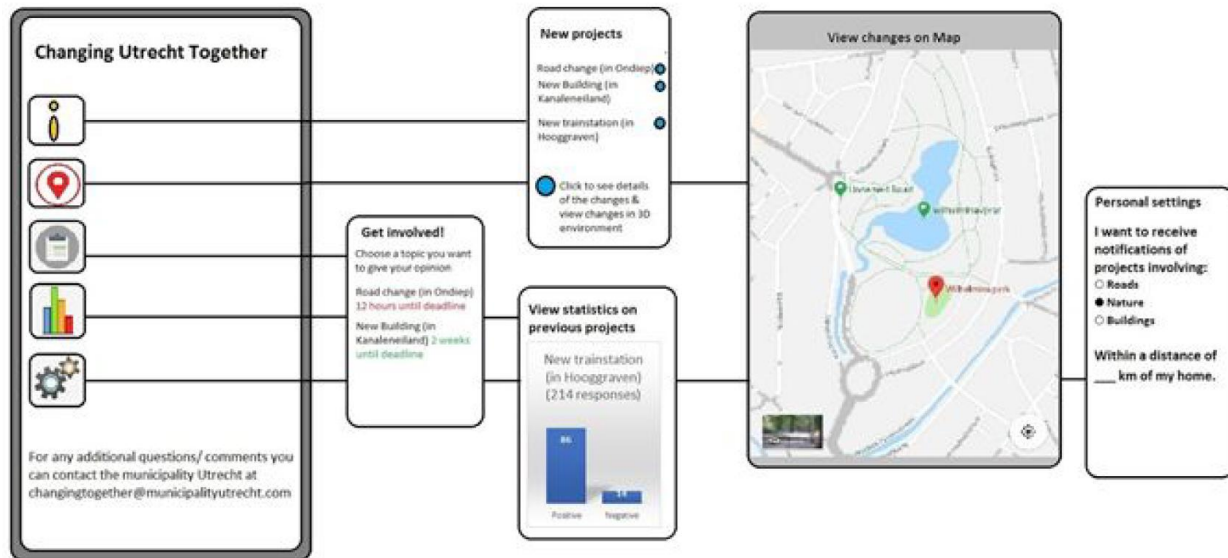 Changing Utrecht Together
For any additional questions/ comments you
can contact the municipality Utrecht at
changingtogether@municipalityutrecht.com
New projects
Road change (in Ondiep)
New Building (in
Kanaleneiland)
New trainstation (in
Hooggraven)
Click to see details
of the changes &
view changes in 3D
environment
Get involved!
Choose a topic you want
to give your opinion
Road change (in Ondiep)
12 hours until deadline
New Building (in
Kanaleneiland) 2 weeks
until deadline
View statistics on
previous projects
New trainstation
(in Hooggraven)
(214 responses)
86
14
Positive
Negative
View changes on Map
Wilhelminapark
Personal settings
I want to receive
notifications of
projects involving:
Roads
Nature
Buildings
Within a distance of
___ km of my home.